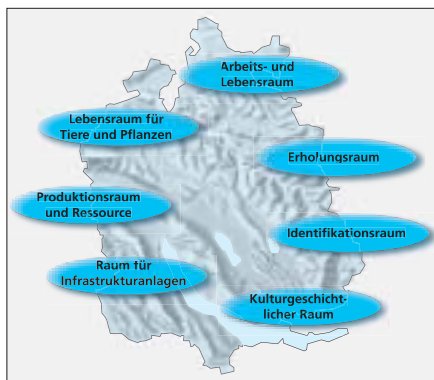 Arbeits- und
Lebensraum
Lebensraum für
Tiere und Pflanzen
Erholungsraum
Produktionsraum
und Ressource
Identifikationsraum
Raum für
Infrastrukturanlagen
Kulturgeschicht-
licher Raum